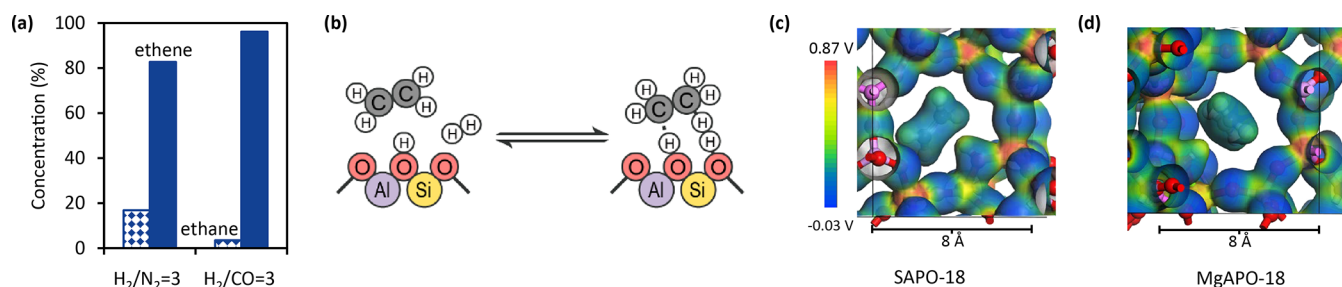 (a)
100
80
60
40
20
0
Concentration (%)
ethene
ethane
H₂/N₂=3
H₂/CO=3
(b)
H
H
C
C
H
H
H
H
H
O
O
O
Al
Si
H
H
C
C
H
H
H
H
H
O
O
O
Al
Si
(c)
0.87 V
-0.03 V
8 Å
SAPO-18
(d)
8 Å
MgAPO-18